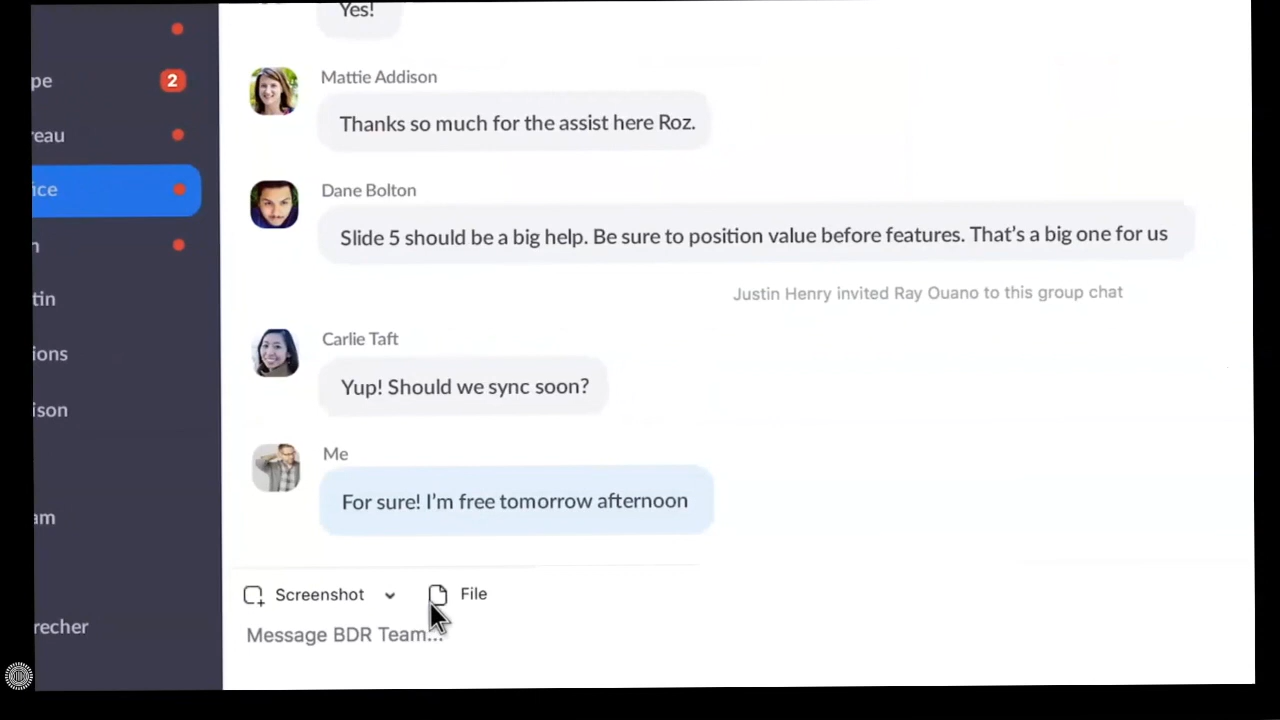 Yes!
pe
2
Mattie Addison
Thanks so much for the assist here Roz.
reau
ice
Dane Bolton
Slide 5 should be a big help. Be sure to position value before features. That's a big one for us
n
Justin Henry invited Ray Ouano to this group chat
tin
Carlie Taft
Yup! Should we sync soon?
ions
ison
Me
For sure! I'm free tomorrow afternoon
am
Screenshot
File
recher
Message BDR Team...